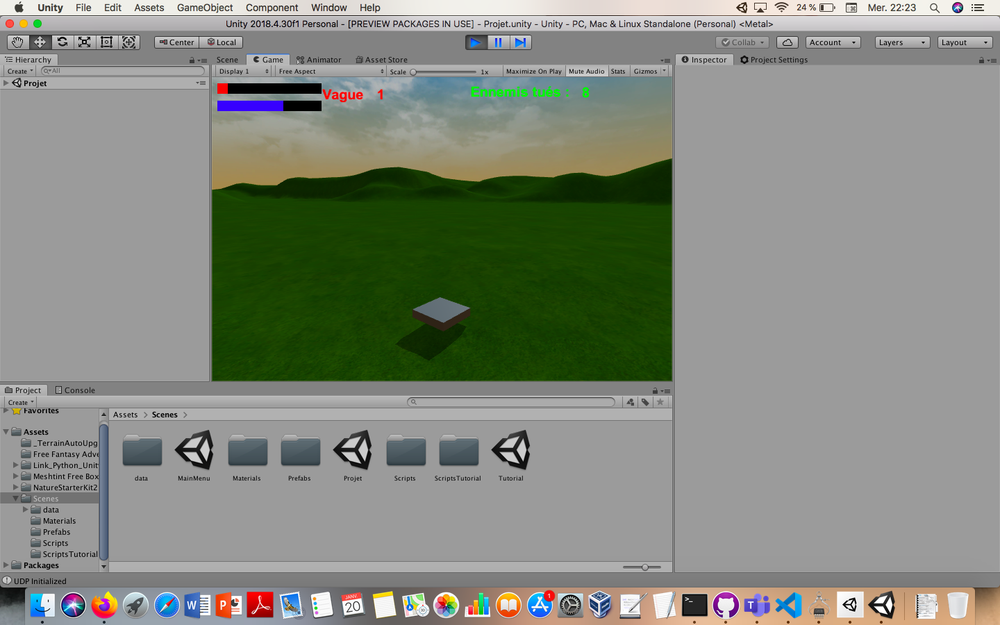 Unity File Edit Assets GameObject Component Window Help 24 % Mer. 22:23
Unity 2018.4.30f1 Personal - [PREVIEW PACKAGES IN USE] - Projet.unity - Unity - PC, Mac & Linux Standalone (Personal) <Metal>
Center Local Collab Account Layers Layout
Hierarchy Scene Game Animator Asset Store Inspector Project Settings
Create All Display 1 Free Aspect Scale 1x Maximize On Play Mute Audio Stats Gizmos
Projet
Vague 1 Ennemis tués : 8
Project Console
Create
Favorites
Assets > Scenes >
Assets
_TerrainAutoUpg
Free Fantasy Adve
Link_Python_Unit
Meshtint Free Box
NatureStarterKit2
Scenes
data
Materials
Prefabs
Scripts
ScriptsTutorial
Packages
data MainMenu Materials Prefabs Projet Scripts ScriptsTutorial Tutorial
UDP Initialized
JANV.
20
1